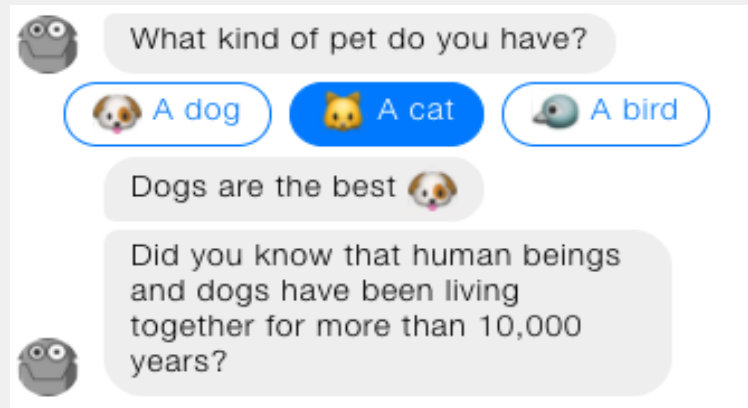 What kind of pet do you have?
A dog A cat A bird
Dogs are the best
Did you know that human beings
and dogs have been living
together for more than 10,000
years?